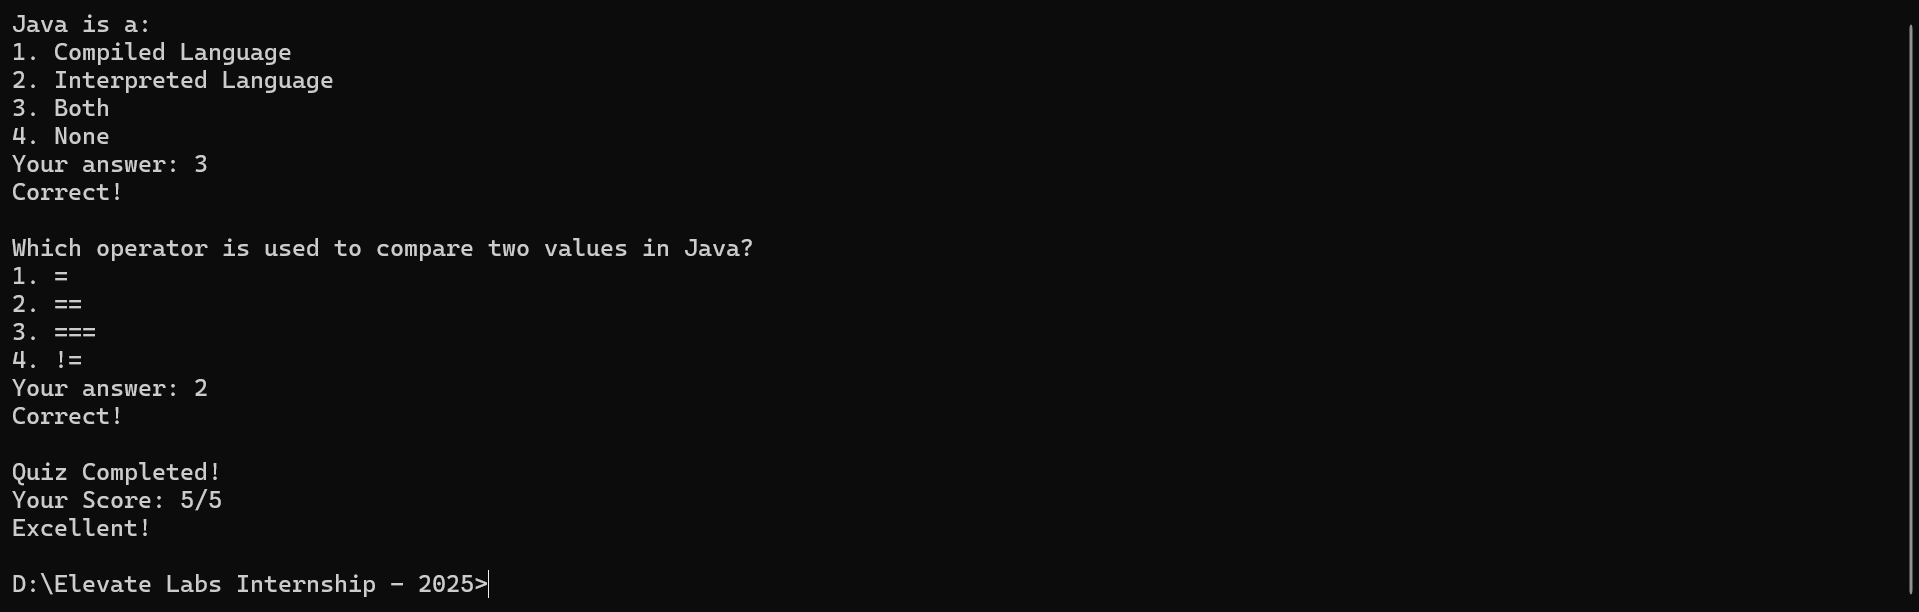 Java is a:
1. Compiled Language
2. Interpreted Language
3. Both
4. None
Your answer: 3
Correct!
Which operator is used to compare two values in Java?
1. =
2. ==
3. ===
4. !=
Your answer: 2
Correct!
Quiz Completed!
Your Score: 5/5
Excellent!
D:\Elevate Labs Internship - 2025>